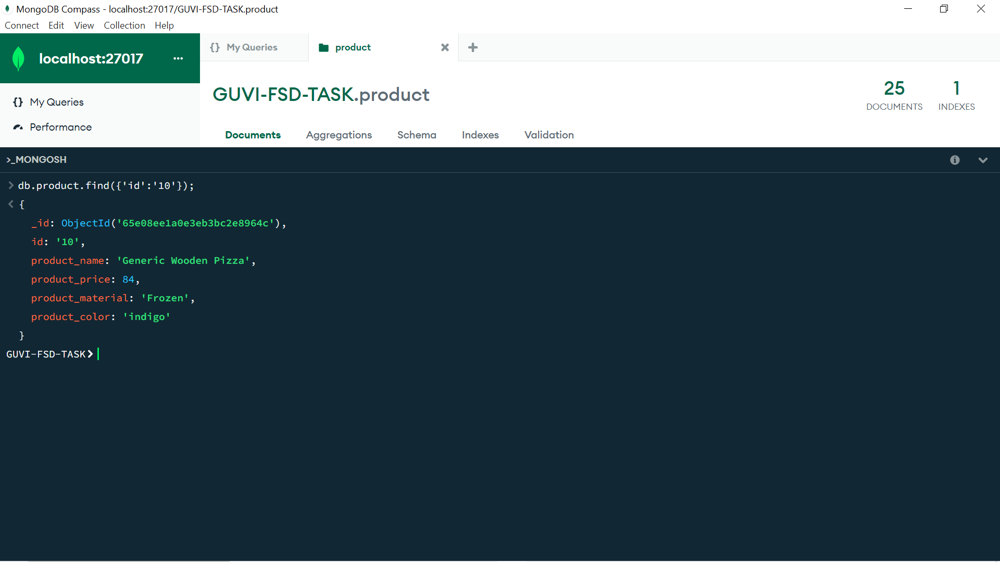 MongoDB Compass - localhost:27017/GUVI-FSD-TASK.product
Connect Edit View Collection Help
localhost:27017 ...
{} My Queries
product
My Queries
Performance
GUVI-FSD-TASK.product
25 DOCUMENTS
1 INDEXES
Documents Aggregations Schema Indexes Validation
>_MONGOSH
> db.product.find({'id':'10'});
< {
_id: ObjectId('65e08ee1a0e3eb3bc2e8964c'),
id: '10',
product_name: 'Generic Wooden Pizza',
product_price: 84,
product_material: 'Frozen',
product_color: 'indigo'
}
GUVI-FSD-TASK>